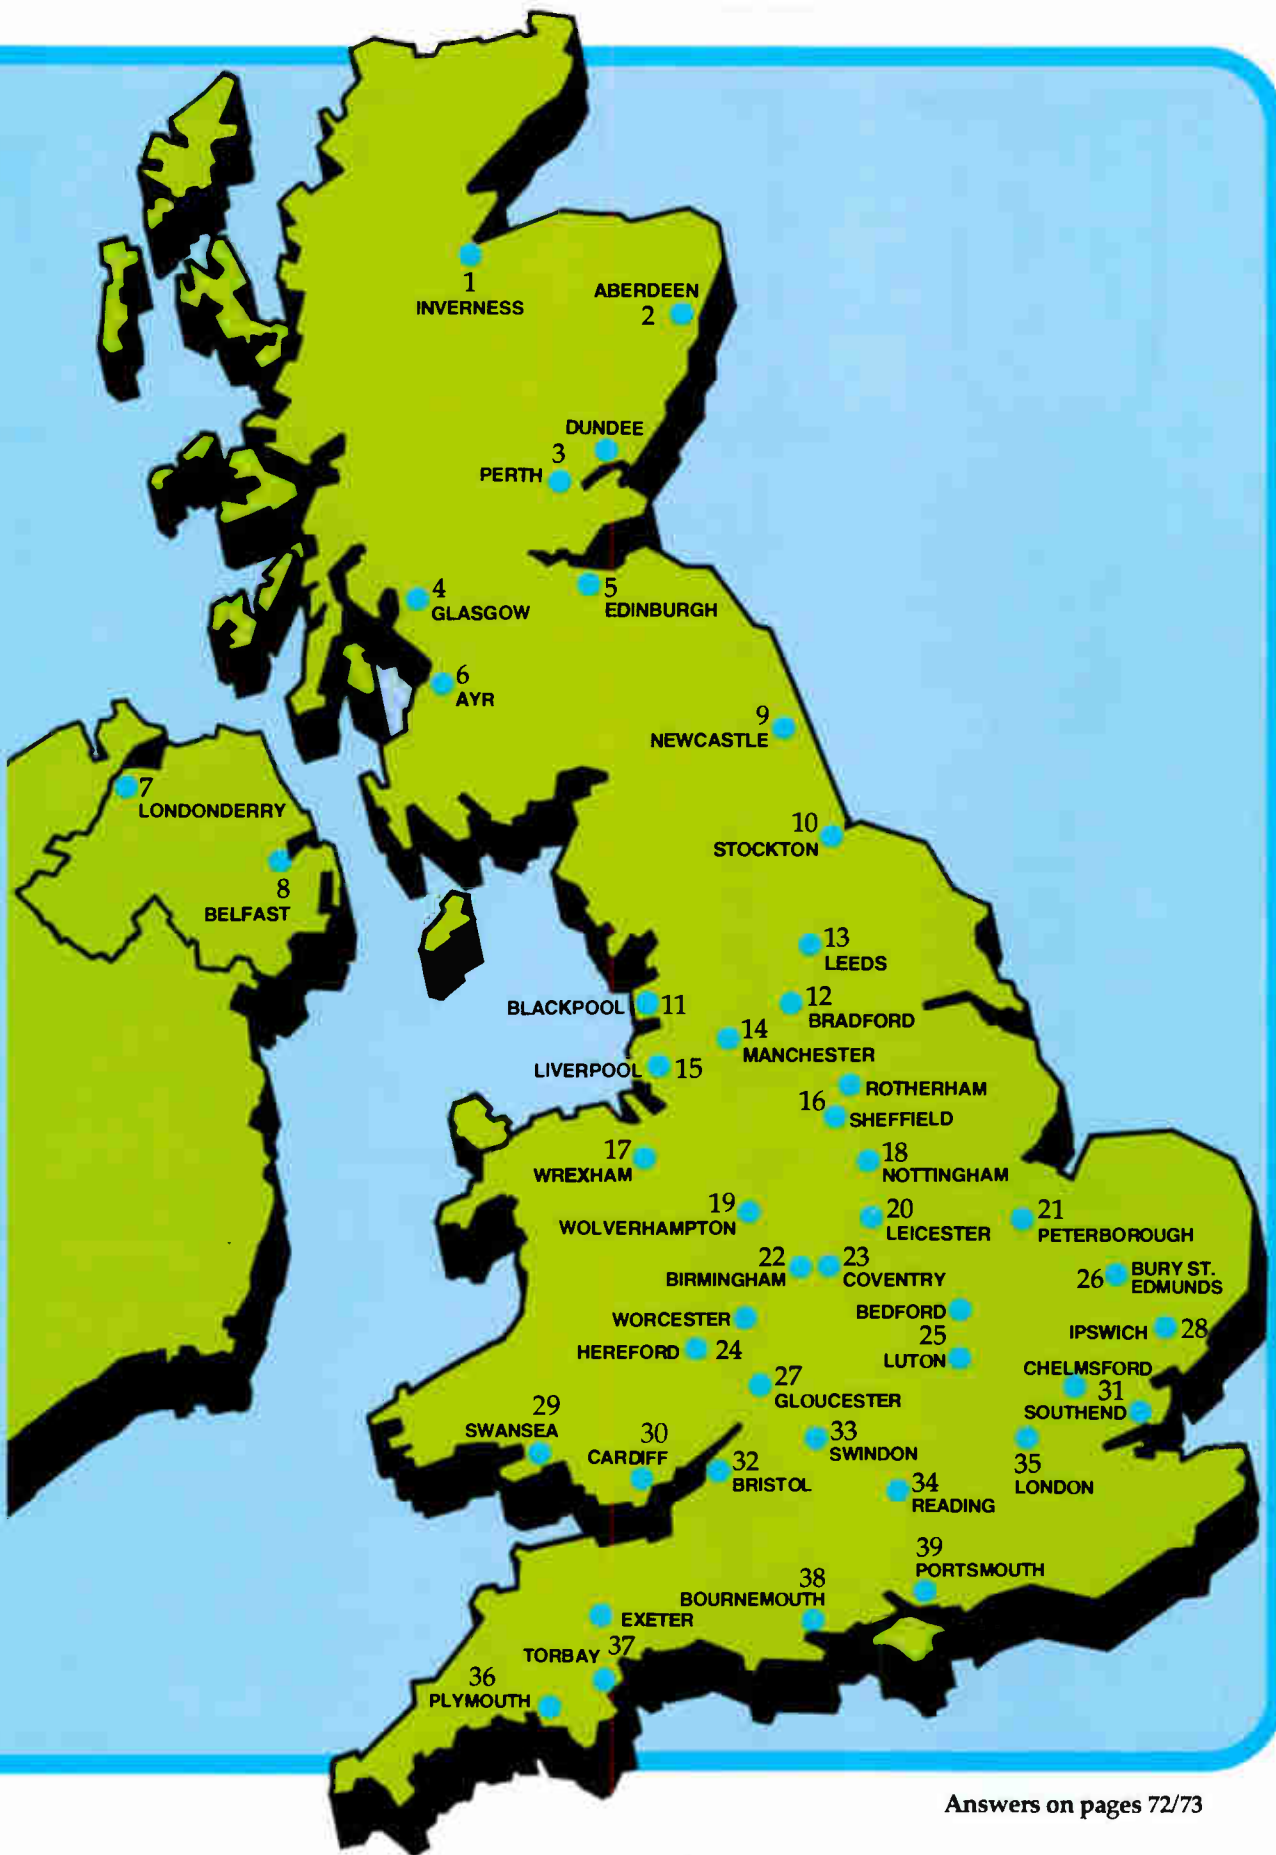 1
INVERNESS
ABERDEEN
2
DUNDEE
3
PERTH
4
GLASGOW
5
EDINBURGH
6
AYR
7
LONDONDERRY
8
BELFAST
9
NEWCASTLE
10
STOCKTON
13
LEEDS
BLACKPOOL 11
12
BRADFORD
14
MANCHESTER
LIVERPOOL 15
ROTHERHAM
16
SHEFFIELD
17
WREXHAM
18
NOTTINGHAM
19
WOLVERHAMPTON
20
LEICESTER
21
PETERBOROUGH
22
BIRMINGHAM
23
COVENTRY
26 BURY ST.
EDMUNDS
WORCESTER
BEDFORD
HEREFORD 24
25
LUTON
IPSWICH 28
27
GLOUCESTER
CHELMSFORD
31
SOUTHEND
29
SWANSEA
30
CARDIFF
32
BRISTOL
33
SWINDON
34
READING
35
LONDON
39
PORTSMOUTH
38
BOURNEMOUTH
EXETER
TORBAY 37
36
PLYMOUTH
Answers on pages 72/73